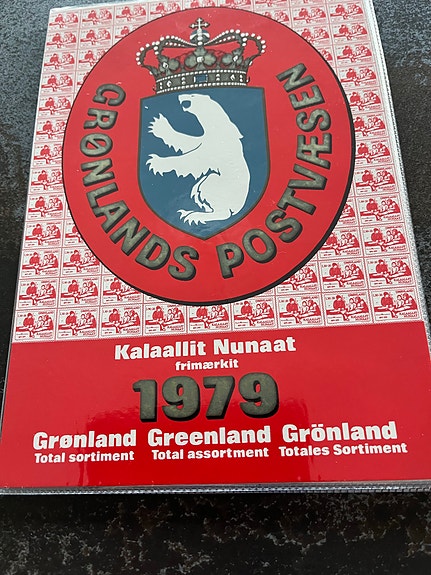 GRØNLANDS POSTVÆSEN
Kalaallit Nunaat
frimærkit
1979
Grønland Greenland Grönland
Total sortiment Total assortment Totales Sortiment